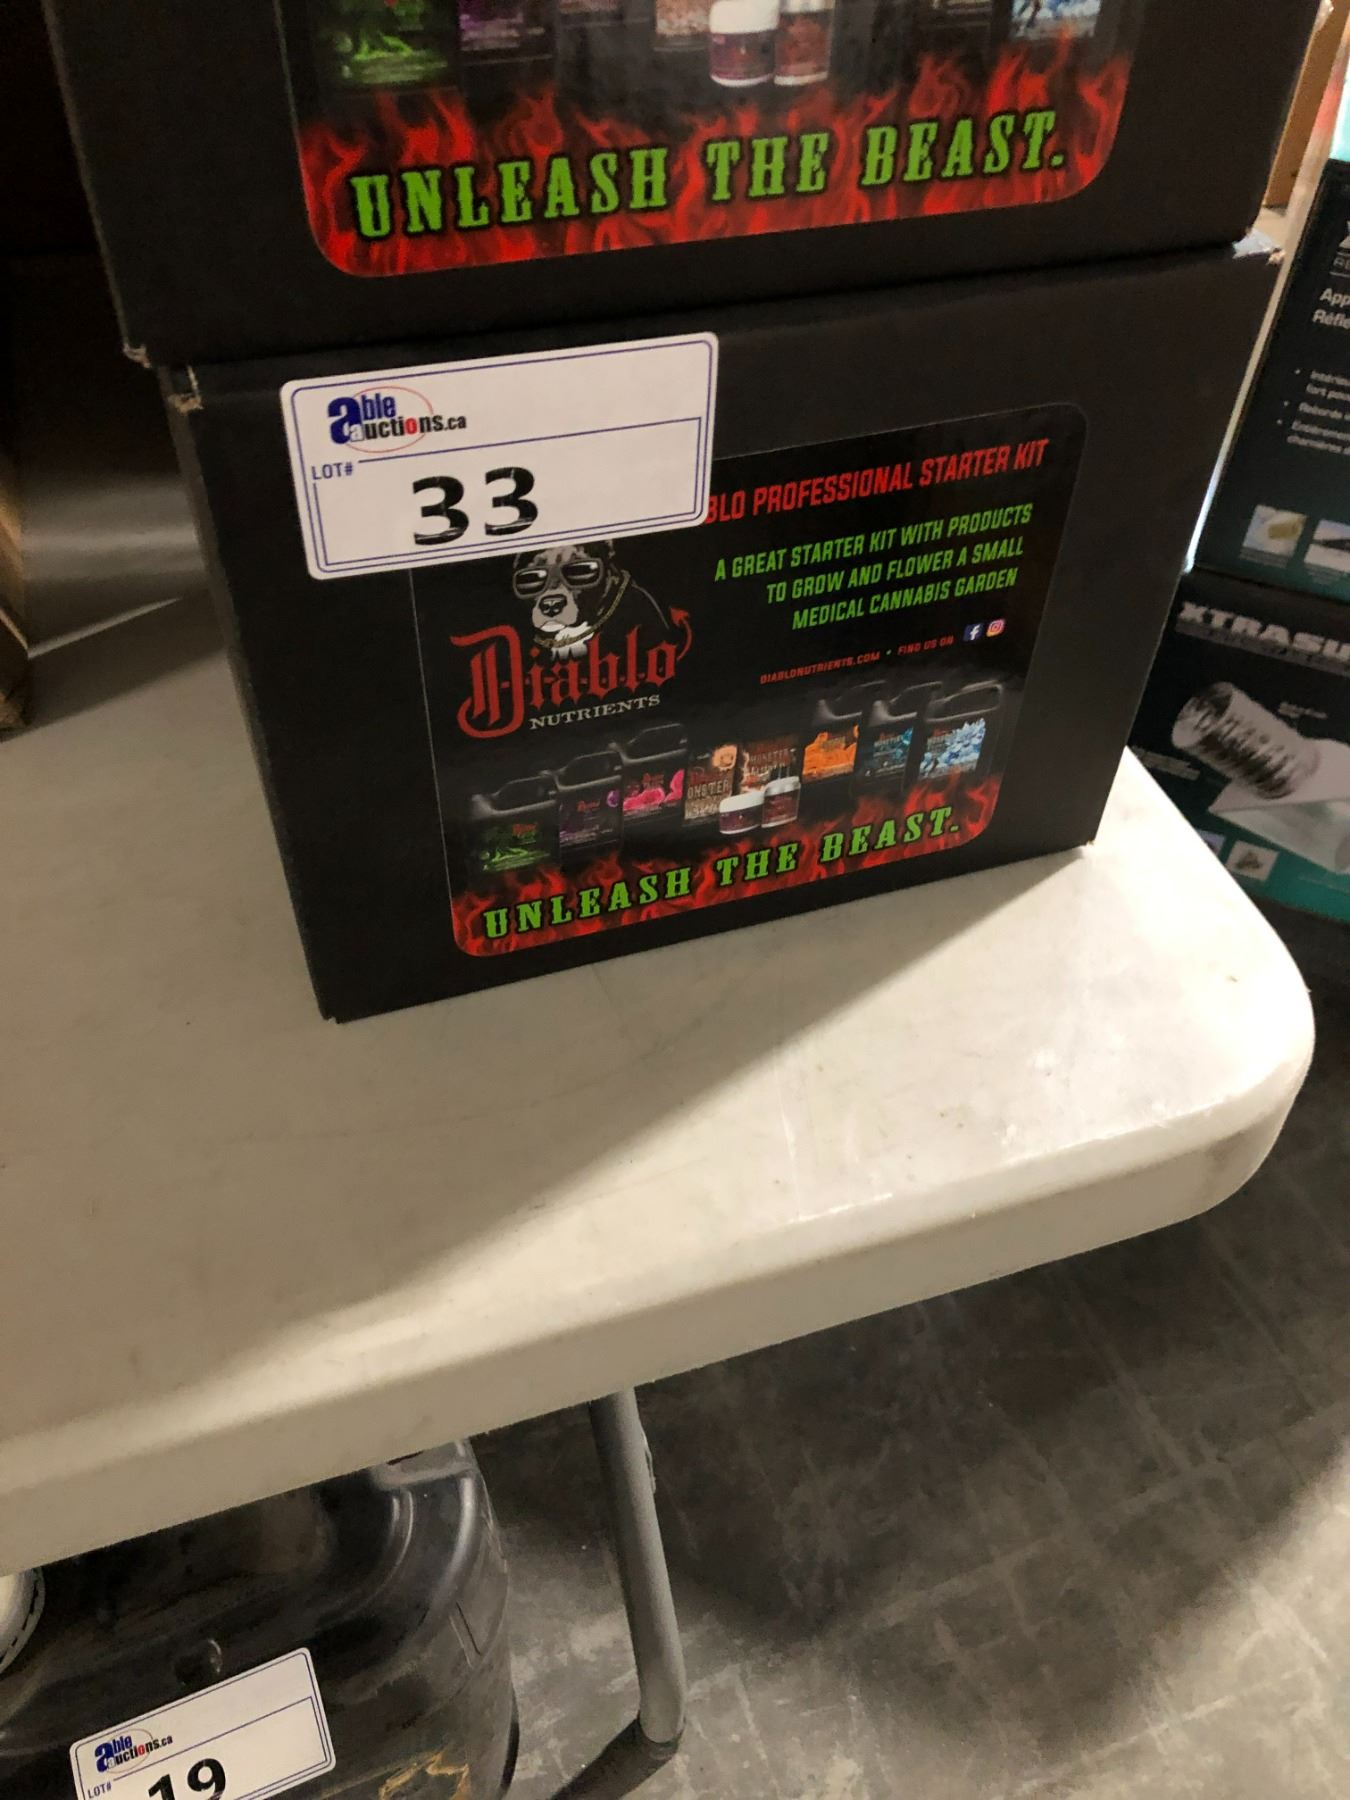 UNLEASH THE BEAST.
able
auctions.ca
LOT#
33
BLO PROFESSIONAL STARTER KIT
A GREAT STARTER KIT WITH PRODUCTS
TO GROW AND FLOWER A SMALL
MEDICAL CANNABIS GARDEN
DIABLONUTRIENTS.COM • FIND US ON
Diablo
NUTRIENTS
UNLEASH THE BEAST.
XTRASU
able
auctions.ca
LOT#
19